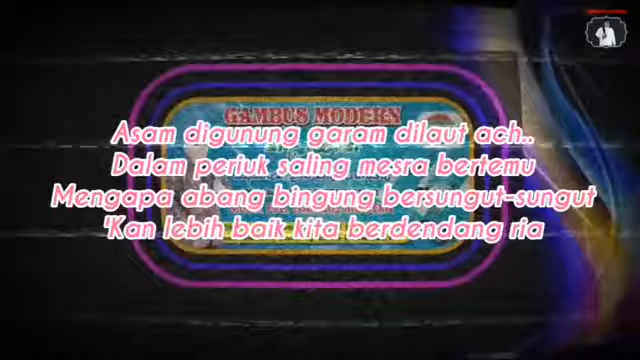 GAMBUS MODERN
Asam digunung garam dilaut ach..
Dalam periuk saling mesra bertemu
Mengapa abang bingung bersungut-sungut
'Kan lebih baik kita berdendang ria